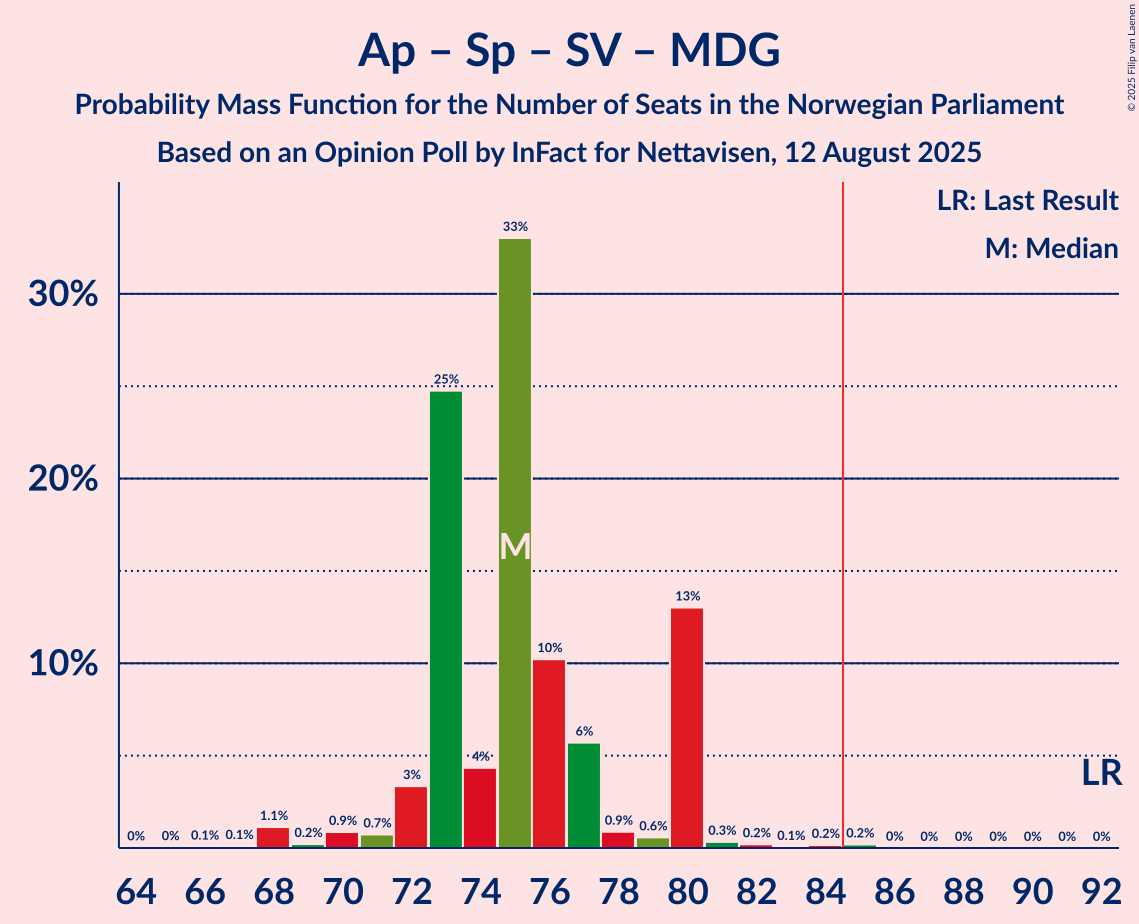 Ap – Sp – SV – MDG
Probability Mass Function for the Number of Seats in the Norwegian Parliament
Based on an Opinion Poll by InFact for Nettavisen, 12 August 2025
© 2025 Filip van Laenen
LR: Last Result
M: Median
30%
20%
10%
0% 0% 0.1% 0.1% 1.1% 0.2% 0.9% 0.7% 3% 25% 4% 33% 10% 6% 0.9% 0.6% 13% 0.3% 0.2% 0.1% 0.2% 0.2% 0% 0% 0% 0% 0% 0% 0%
M
LR
64 66 68 70 72 74 76 78 80 82 84 86 88 90 92